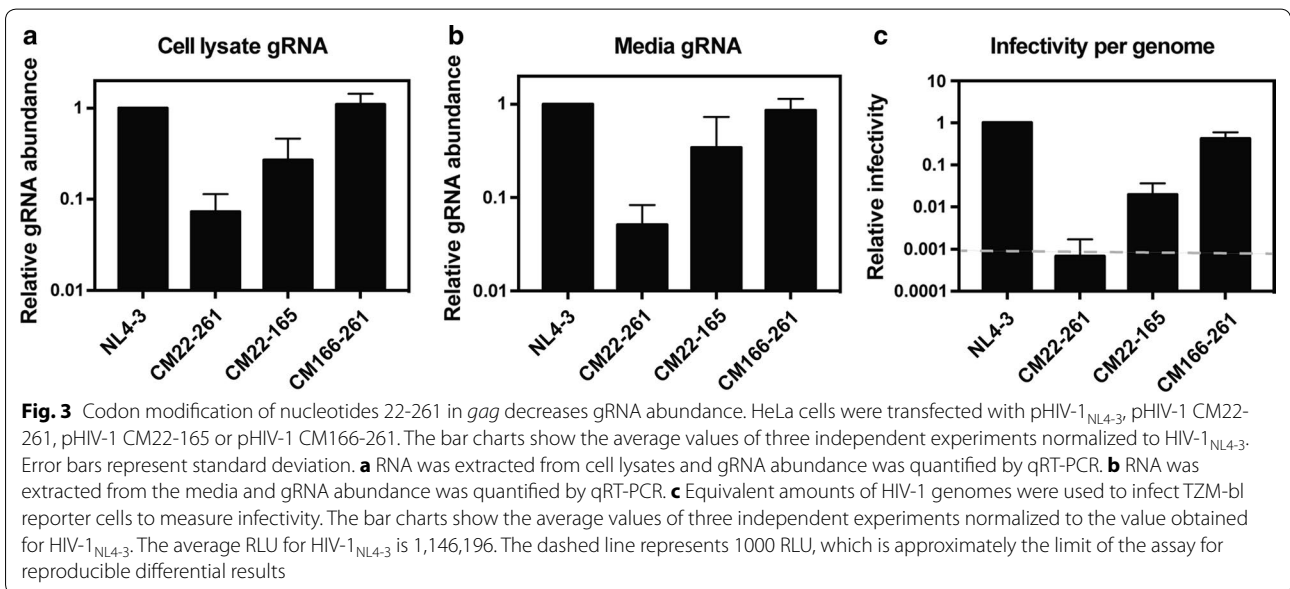 a
Cell lysate gRNA
Relative gRNA abundance
1
0.1
0.01
NL4-3
CM22-261
CM22-165
CM166-261
b
Media gRNA
Relative gRNA abundance
1
0.1
0.01
NL4-3
CM22-261
CM22-165
CM166-261
c
Infectivity per genome
Relative infectivity
10
1
0.1
0.01
0.001
0.0001
NL4-3
CM22-261
CM22-165
CM166-261
Fig. 3 Codon modification of nucleotides 22-261 in gag decreases gRNA abundance. HeLa cells were transfected with pHIV-1NL4-3, pHIV-1 CM22-
261, pHIV-1 CM22-165 or pHIV-1 CM166-261. The bar charts show the average values of three independent experiments normalized to HIV-1NL4-3.
Error bars represent standard deviation. a RNA was extracted from cell lysates and gRNA abundance was quantified by qRT-PCR. b RNA was
extracted from the media and gRNA abundance was quantified by qRT-PCR. c Equivalent amounts of HIV-1 genomes were used to infect TZM-bl
reporter cells to measure infectivity. The bar charts show the average values of three independent experiments normalized to the value obtained
for HIV-1NL4-3. The average RLU for HIV-1NL4-3 is 1,146,196. The dashed line represents 1000 RLU, which is approximately the limit of the assay for
reproducible differential results